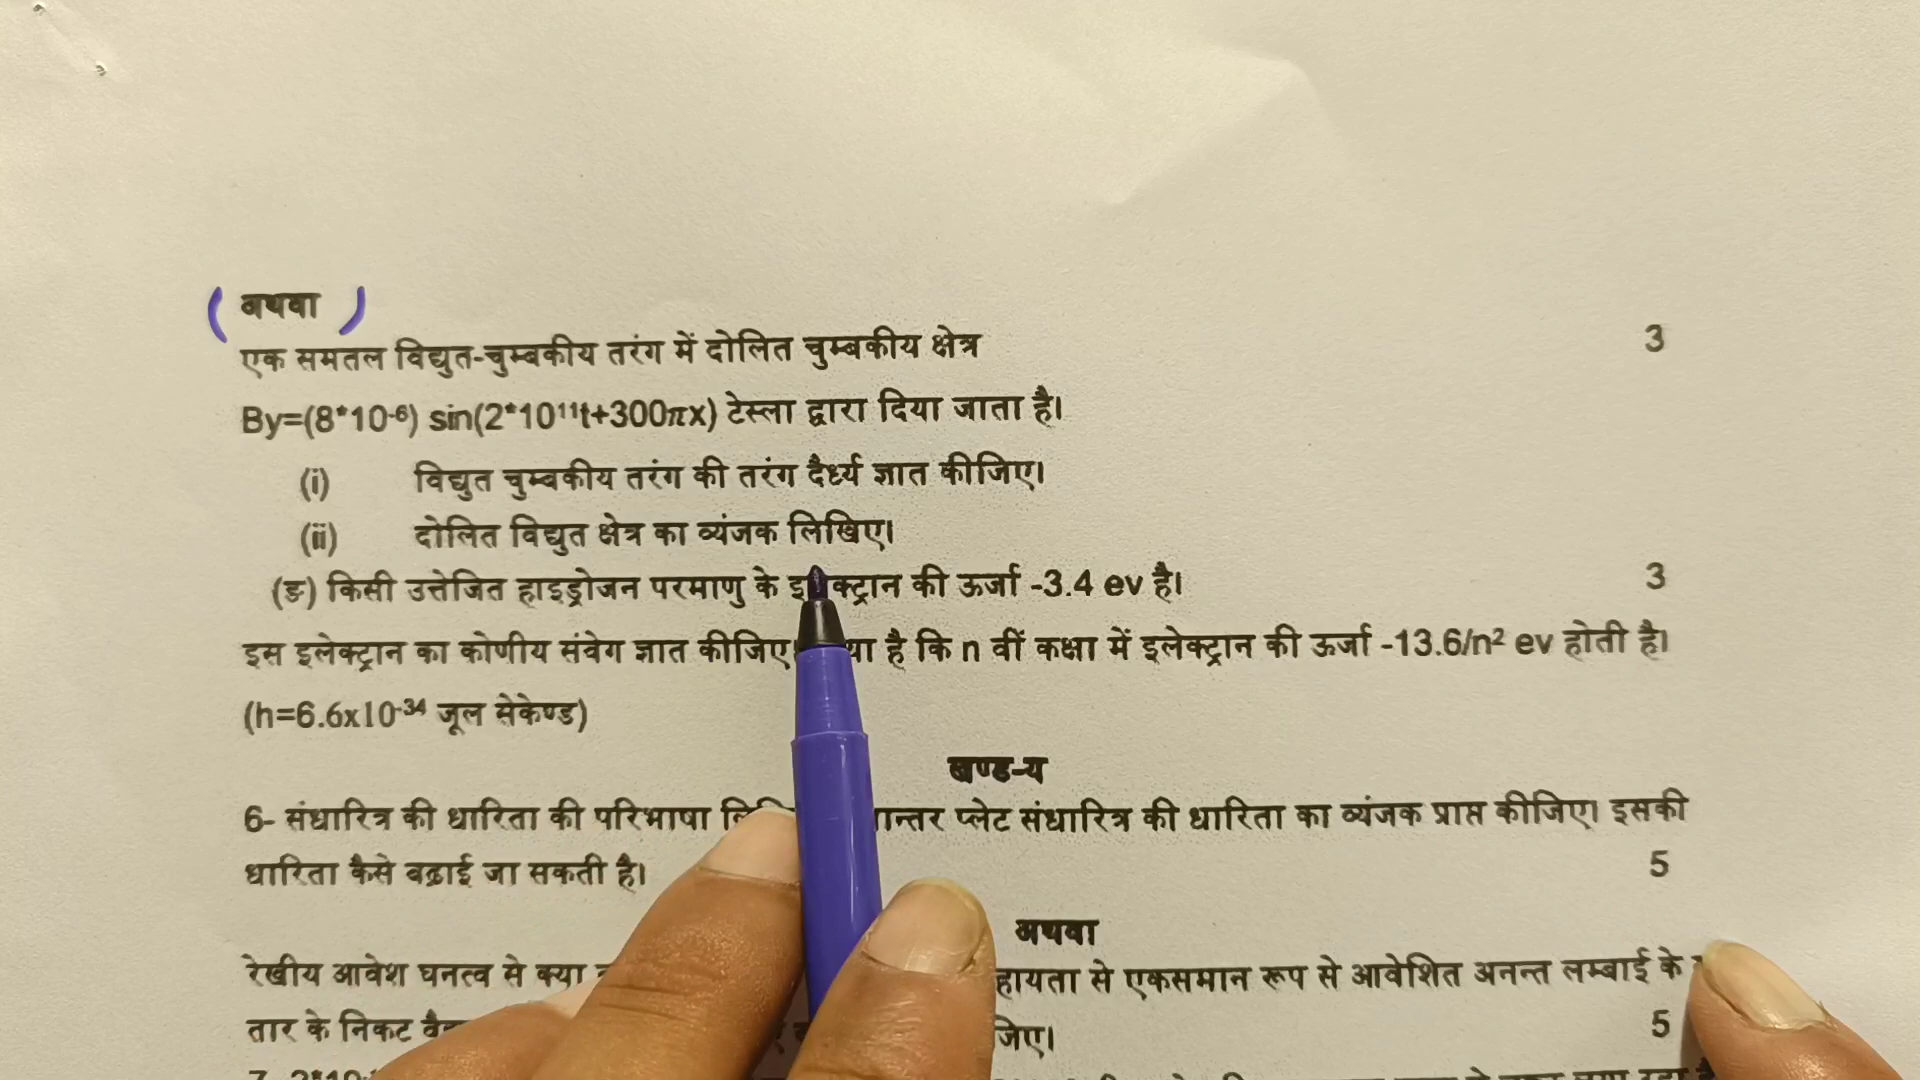 ( अथवा )
एक समतल विद्युत-चुम्बकीय तरंग में दोलित चुम्बकीय क्षेत्र 3
By=(8*10⁻⁶) sin(2*10¹¹t+300πx) टेस्ला द्वारा दिया जाता है।
(i) विद्युत चुम्बकीय तरंग की तरंग दैर्ध्य ज्ञात कीजिए।
(ii) दोलित विद्युत क्षेत्र का व्यंजक लिखिए।
(ङ) किसी उत्तेजित हाइड्रोजन परमाणु के की ऊर्जा -3.4 ev है। 3
इस इलेक्ट्रान का कोणीय संवेग ज्ञात कीजिए है कि n वीं कक्षा में इलेक्ट्रान की ऊर्जा -13.6/n² ev होती है।
(h=6.6x10⁻³⁴ जूल सेकेण्ड)
खण्ड-य
6- संधारित्र की धारिता की परिभाषा प्लेट संधारित्र की धारिता का व्यंजक प्राप्त कीजिए। इसकी
धारिता कैसे बढ़ाई जा सकती है। 5
अथवा
रेखीय आवेश घनत्व से क्या से एकसमान रूप से आवेशित अनन्त लम्बाई के
तार के निकट 5